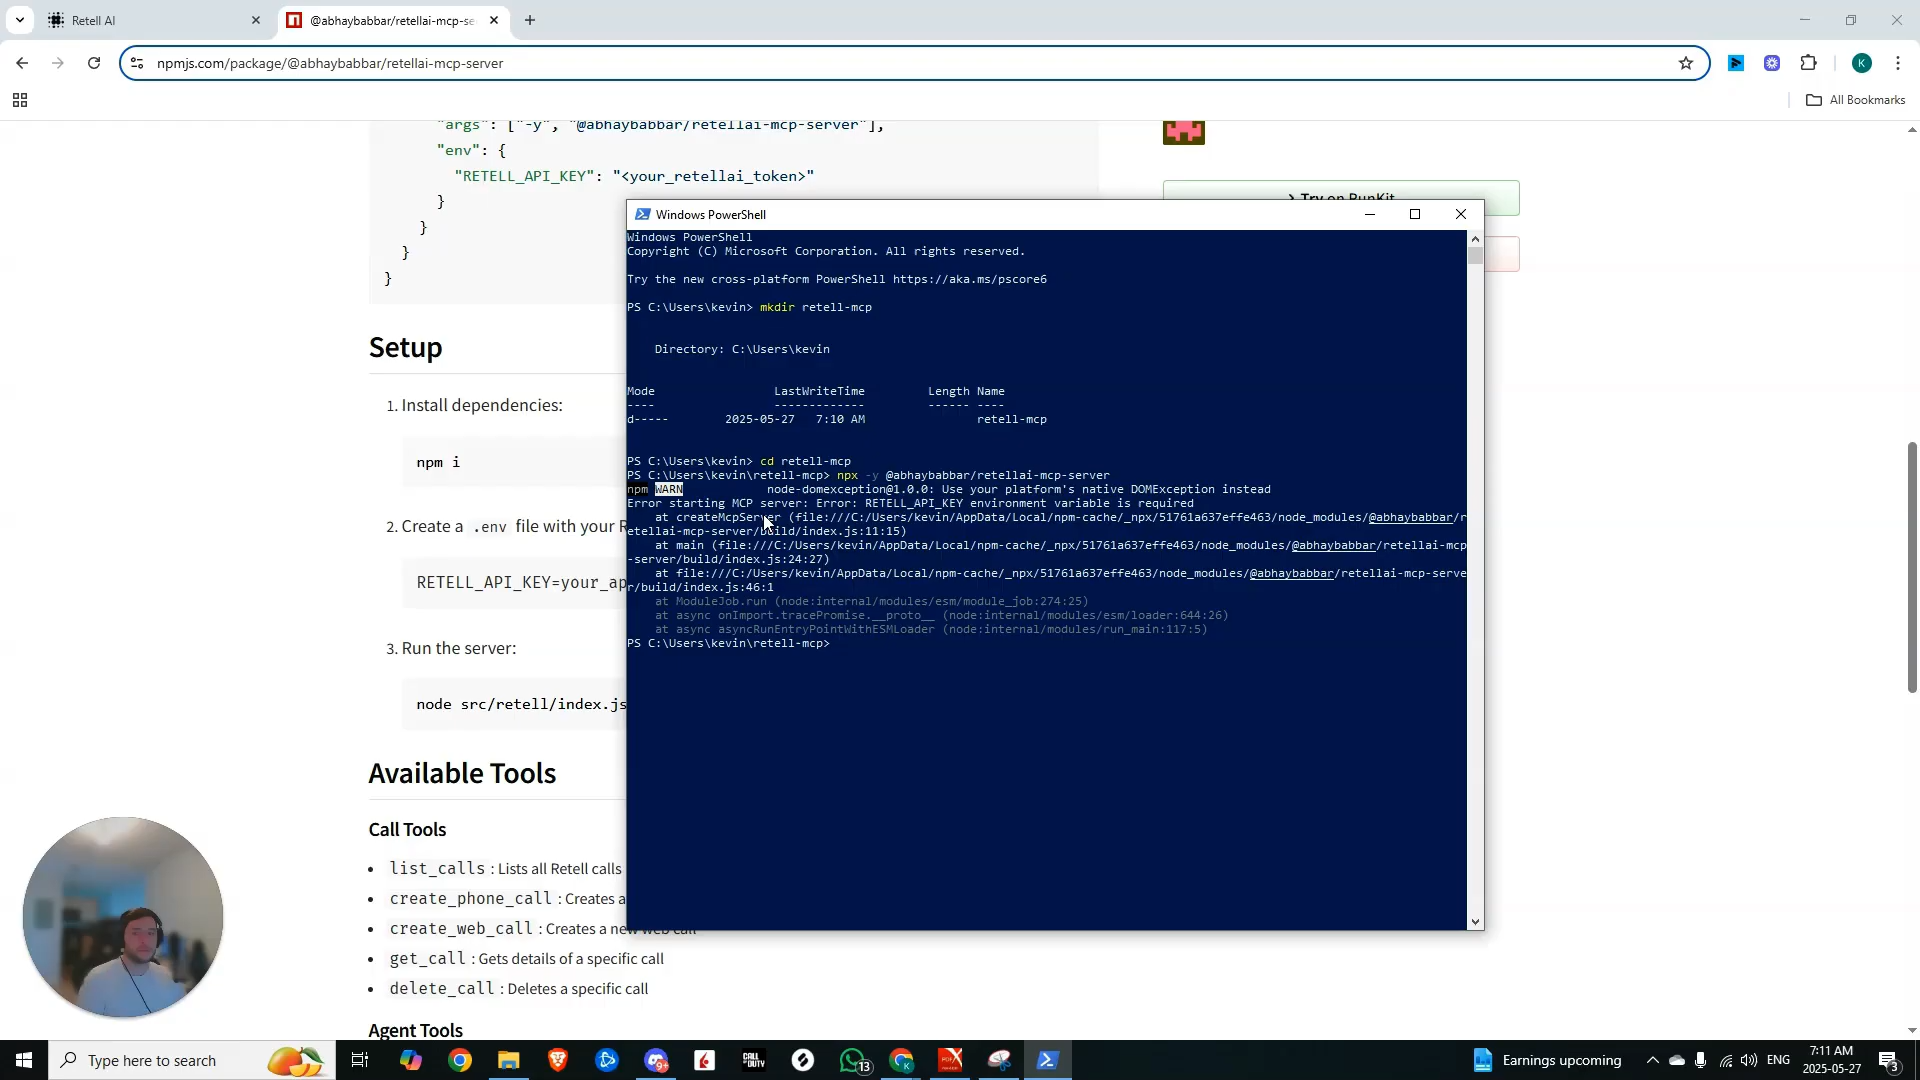 Retell AI
@abhaybabbar/retellai-mcp-se
npmjs.com/package/@abhaybabbar/retellai-mcp-server
K
All Bookmarks
"args": ["-y", "@abhaybabbar/retellai-mcp-server"],
"env": {
"RETELL_API_KEY": "<your_retellai_token>"
}
}
}
}
Try on RunKit
Setup
1. Install dependencies:
npm i
2. Create a .env file with your R
RETELL_API_KEY=your_ap
3. Run the server:
node src/retell/index.js
Available Tools
Call Tools
• list_calls : Lists all Retell calls
• create_phone_call : Creates a
• create_web_call : Creates a new web call
• get_call : Gets details of a specific call
• delete_call : Deletes a specific call
Agent Tools
Windows PowerShell
Windows PowerShell
Copyright (C) Microsoft Corporation. All rights reserved.
Try the new cross-platform PowerShell https://aka.ms/pscore6
PS C:\Users\kevin> mkdir retell-mcp
Directory: C:\Users\kevin
Mode LastWriteTime Length Name
---- ------------- ------ ----
d----- 2025-05-27 7:10 AM retell-mcp
PS C:\Users\kevin> cd retell-mcp
PS C:\Users\kevin\retell-mcp> npx -y @abhaybabbar/retellai-mcp-server
npm WARN node-domexception@1.0.0: Use your platform's native DOMException instead
Error starting MCP server: Error: RETELL_API_KEY environment variable is required
at createMcpServer (file:///C:/Users/kevin/AppData/Local/npm-cache/_npx/51761a637effe463/node_modules/@abhaybabbar/r
etellai-mcp-server/build/index.js:11:15)
at main (file:///C:/Users/kevin/AppData/Local/npm-cache/_npx/51761a637effe463/node_modules/@abhaybabbar/retellai-mcp
-server/build/index.js:24:27)
at file:///C:/Users/kevin/AppData/Local/npm-cache/_npx/51761a637effe463/node_modules/@abhaybabbar/retellai-mcp-serve
r/build/index.js:46:1
at ModuleJob.run (node:internal/modules/esm/module_job:274:25)
at async onImport.tracePromise.__proto__ (node:internal/modules/esm/loader:644:26)
at async asyncRunEntryPointWithESMLoader (node:internal/modules/run_main:117:5)
PS C:\Users\kevin\retell-mcp>
Type here to search
9+
CALL OF DUTY
13
Earnings upcoming
ENG
7:11 AM
2025-05-27
3